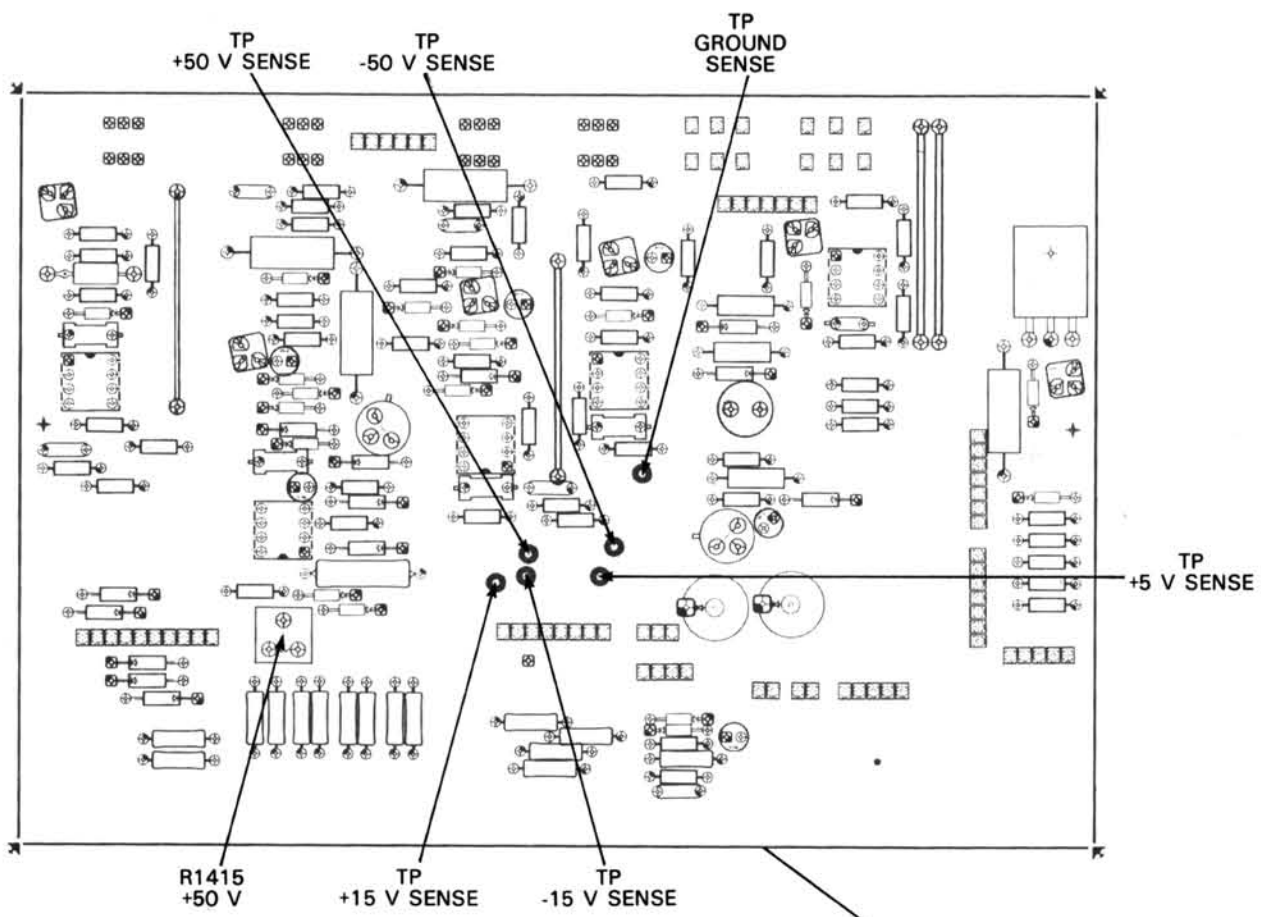 TP
+50 V SENSE
TP
-50 V SENSE
TP
GROUND
SENSE
TP
+5 V SENSE
R1415
+50 V
TP
+15 V SENSE
TP
-15 V SENSE